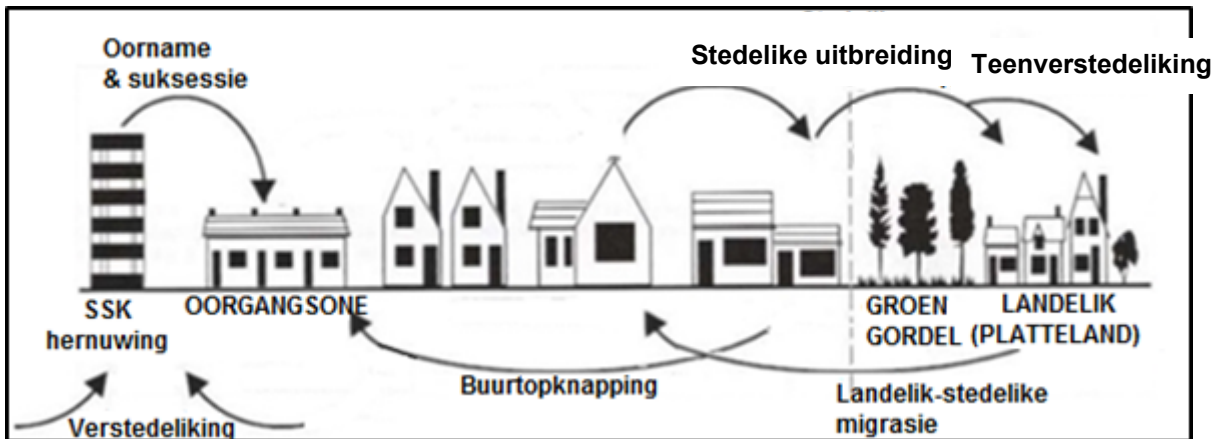 Oorname
& suksessie
Stedelike uitbreiding
Teenverstedeliking
SSK
hernuwing
OORGANGSONE
GROEN
GORDEL
LANDELIK
(PLATTELAND)
Buurtopknapping
Landelik-stedelike
migrasie
Verstedeliking